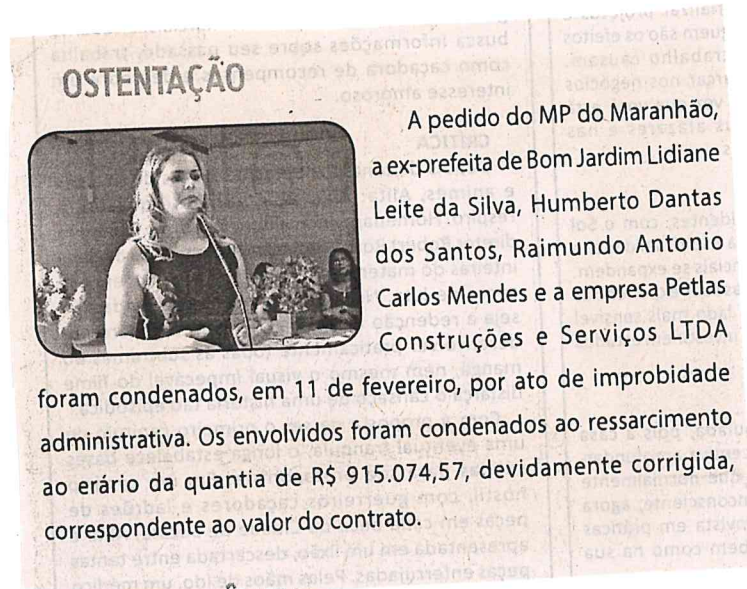 OSTENTAÇÃO
A pedido do MP do Maranhão,
a ex-prefeita de Bom Jardim Lidiane
Leite da Silva, Humberto Dantas
dos Santos, Raimundo Antonio
Carlos Mendes e a empresa Petlas
Construções e Serviços LTDA
foram condenados, em 11 de fevereiro, por ato de improbidade
administrativa. Os envolvidos foram condenados ao ressarcimento
ao erário da quantia de R$ 915.074,57, devidamente corrigida,
correspondente ao valor do contrato.